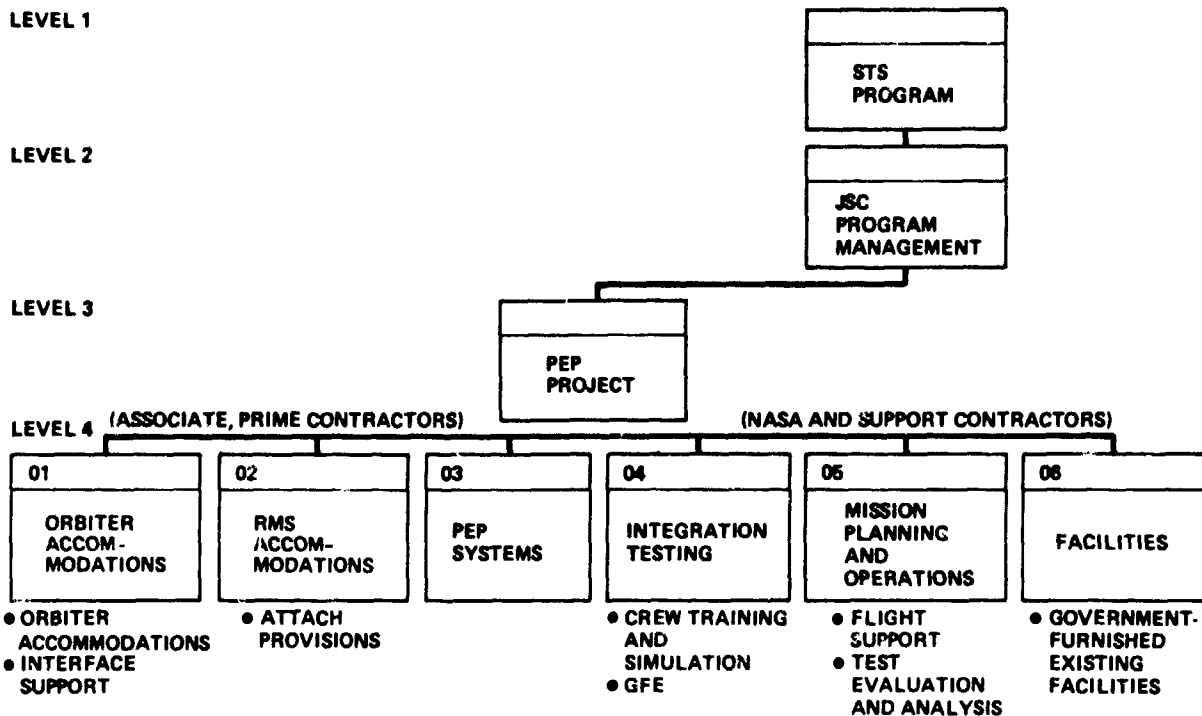 LEVEL 1
STS
PROGRAM
LEVEL 2
JSC
PROGRAM
MANAGEMENT
LEVEL 3
PEP
PROJECT
LEVEL 4
(ASSOCIATE, PRIME CONTRACTORS)
(NASA AND SUPPORT CONTRACTORS)
01
ORBITER
ACCOM-
MODATIONS
● ORBITER
ACCOMMODATIONS
● INTERFACE
SUPPORT
02
RMS
ACCOM-
MODATIONS
● ATTACH
PROVISIONS
03
PEP
SYSTEMS
04
INTEGRATION
TESTING
● CREW TRAINING
AND
SIMULATION
● GFE
05
MISSION
PLANNING
AND
OPERATIONS
● FLIGHT
SUPPORT
● TEST
EVALUATION
AND ANALYSIS
06
FACILITIES
● GOVERNMENT-
FURNISHED
EXISTING
FACILITIES